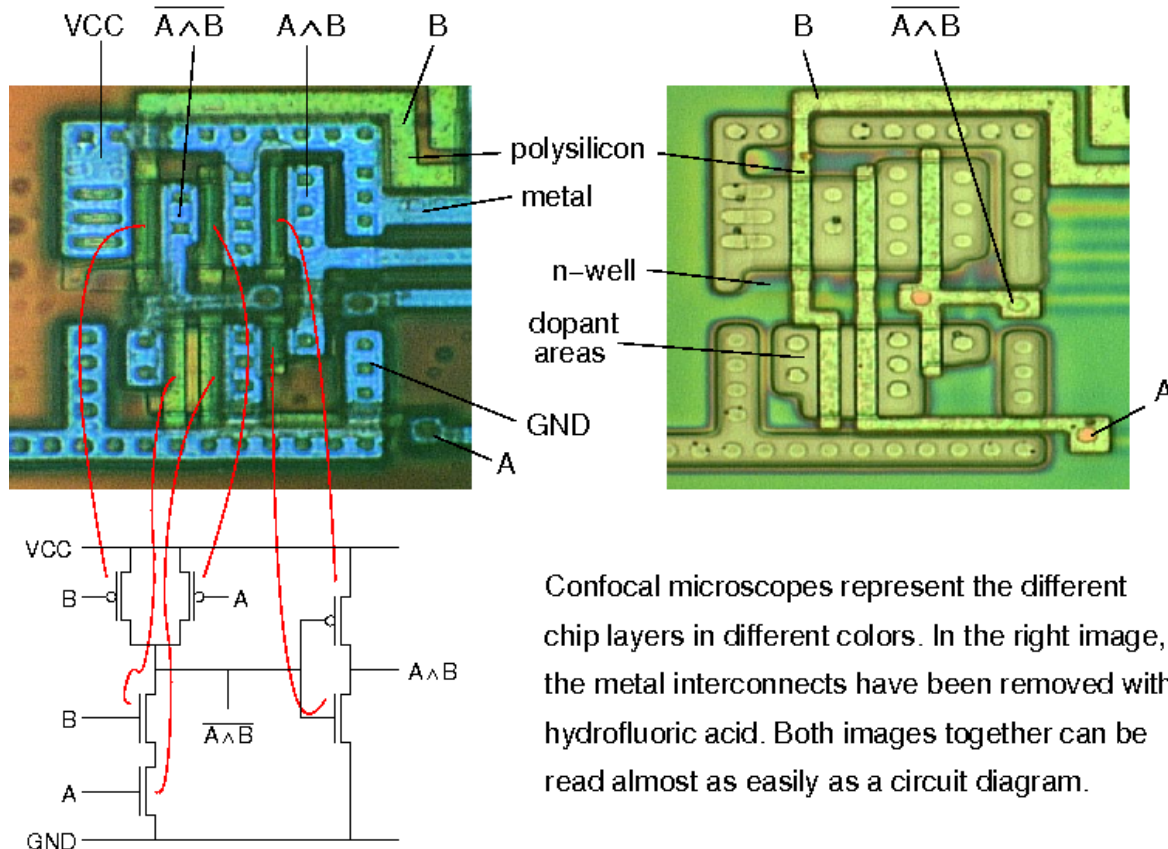 VCC
A∧B
A∧B
B
B
A∧B
polysilicon
metal
n-well
dopant
areas
GND
A
A
VCC
B
A
A∧B
B
A∧B
A
GND
Confocal microscopes represent the different
chip layers in different colors. In the right image,
the metal interconnects have been removed with
hydrofluoric acid. Both images together can be
read almost as easily as a circuit diagram.